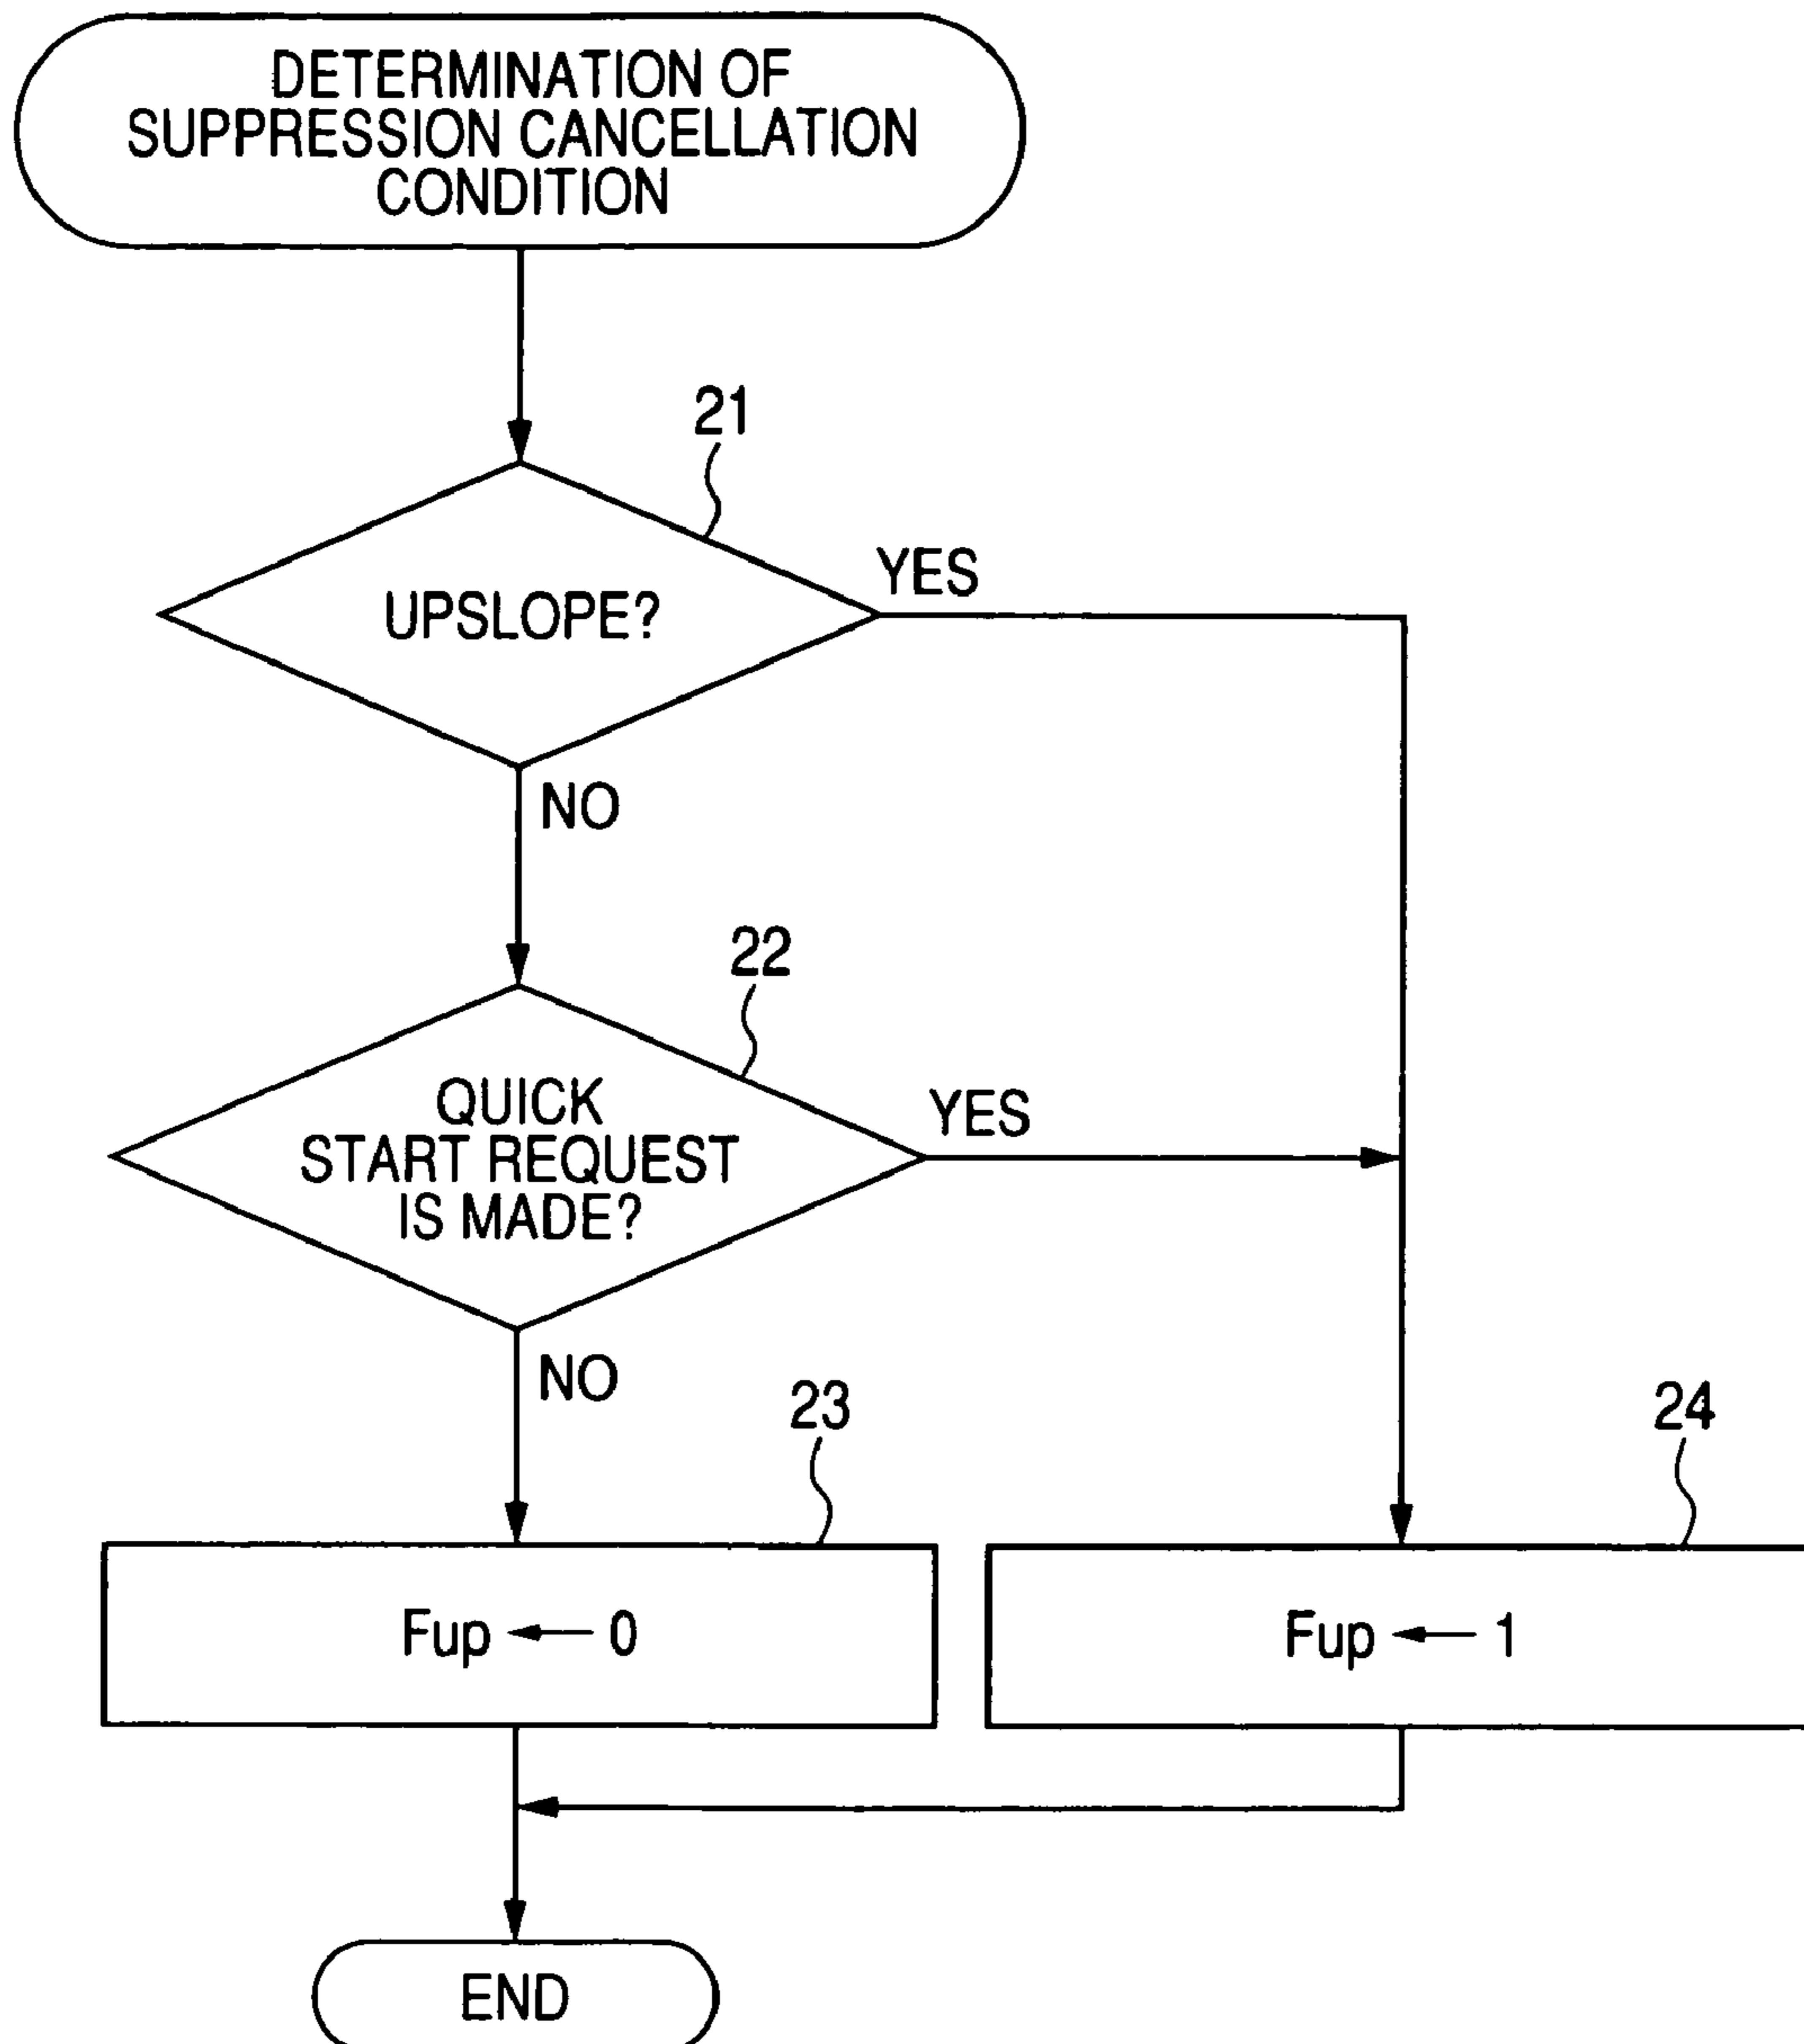 DETERMINATION OF
SUPPRESSION CANCELLATION
CONDITION
21
UPSLOPE?
YES
NO
22
QUICK
START REQUEST
IS MADE?
YES
NO
23
24
Fup ← 0
Fup ← 1
END